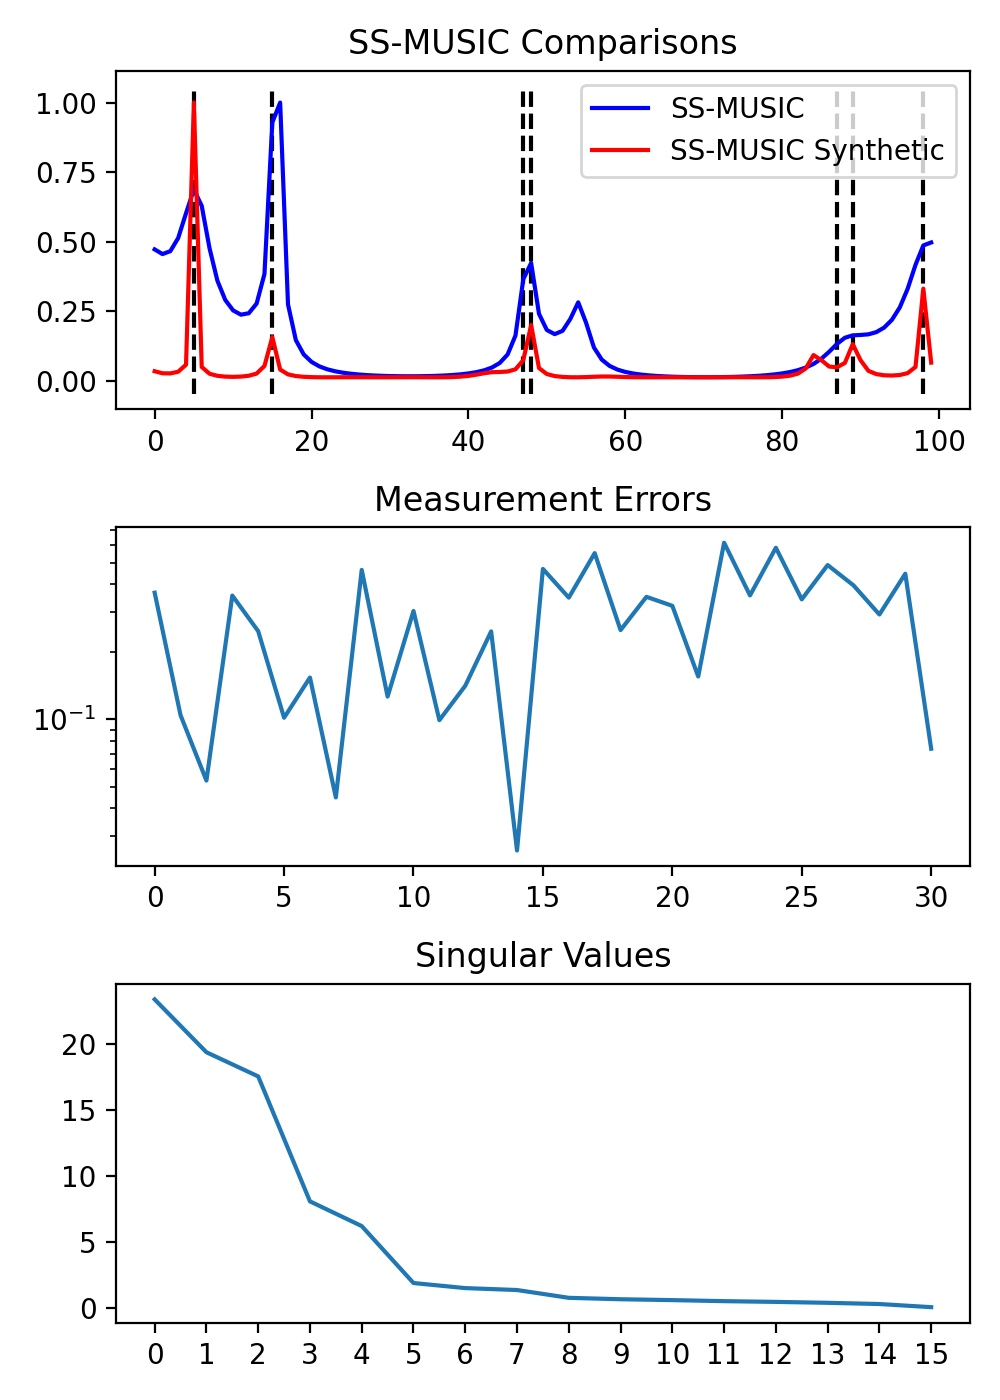 SS-MUSIC Comparisons
1.00
0.75
0.50
0.25
0.00
SS-MUSIC
SS-MUSIC Synthetic
0 20 40 60 80 100
Measurement Errors
10⁻¹
0 5 10 15 20 25 30
Singular Values
20
15
10
5
0
0 1 2 3 4 5 6 7 8 9 10 11 12 13 14 15